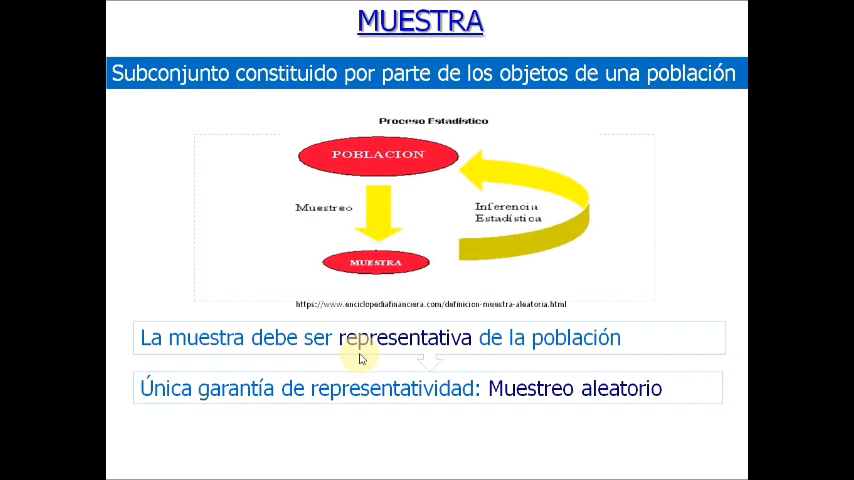 MUESTRA
Subconjunto constituido por parte de los objetos de una población
Proceso Estadístico
POBLACION
Muestreo
Inferencia
Estadística
MUESTRA
https://www.enciclopediafinanciera.com/definicion-muestra-aleatoria.html
La muestra debe ser representativa de la población
Única garantía de representatividad: Muestreo aleatorio